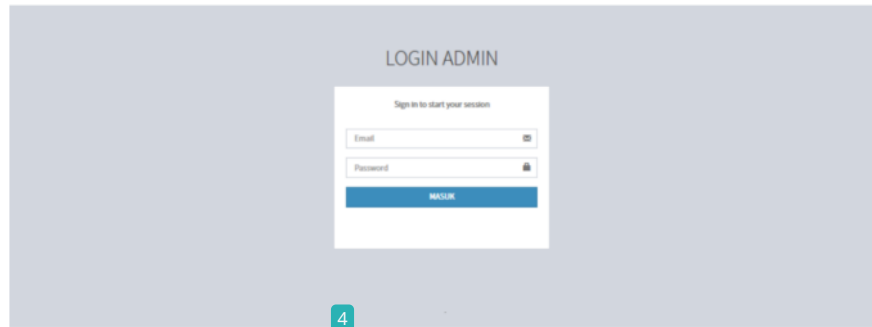 LOGIN ADMIN
Sign in to start your session
Email
Password
MASUK
4